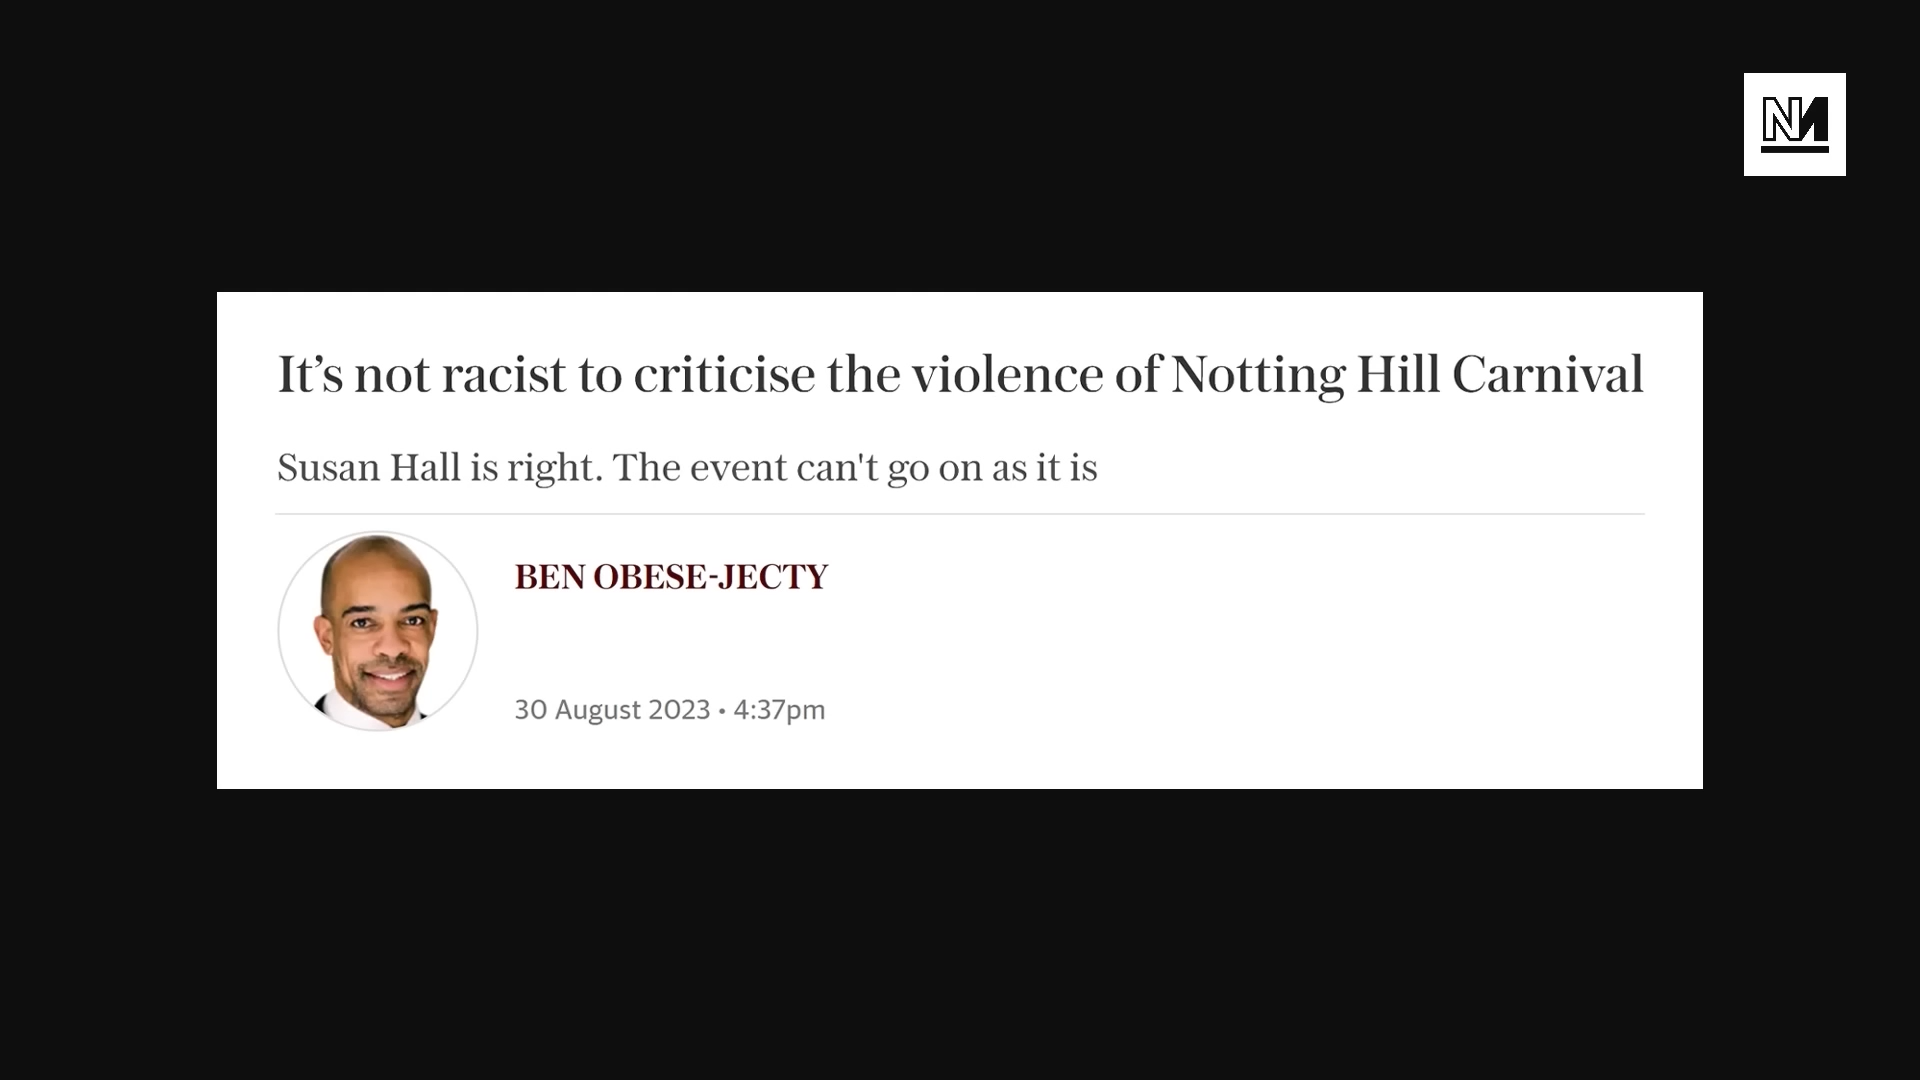 NM
It’s not racist to criticise the violence of Notting Hill Carnival
Susan Hall is right. The event can't go on as it is
BEN OBESE-JECTY
30 August 2023 • 4:37pm